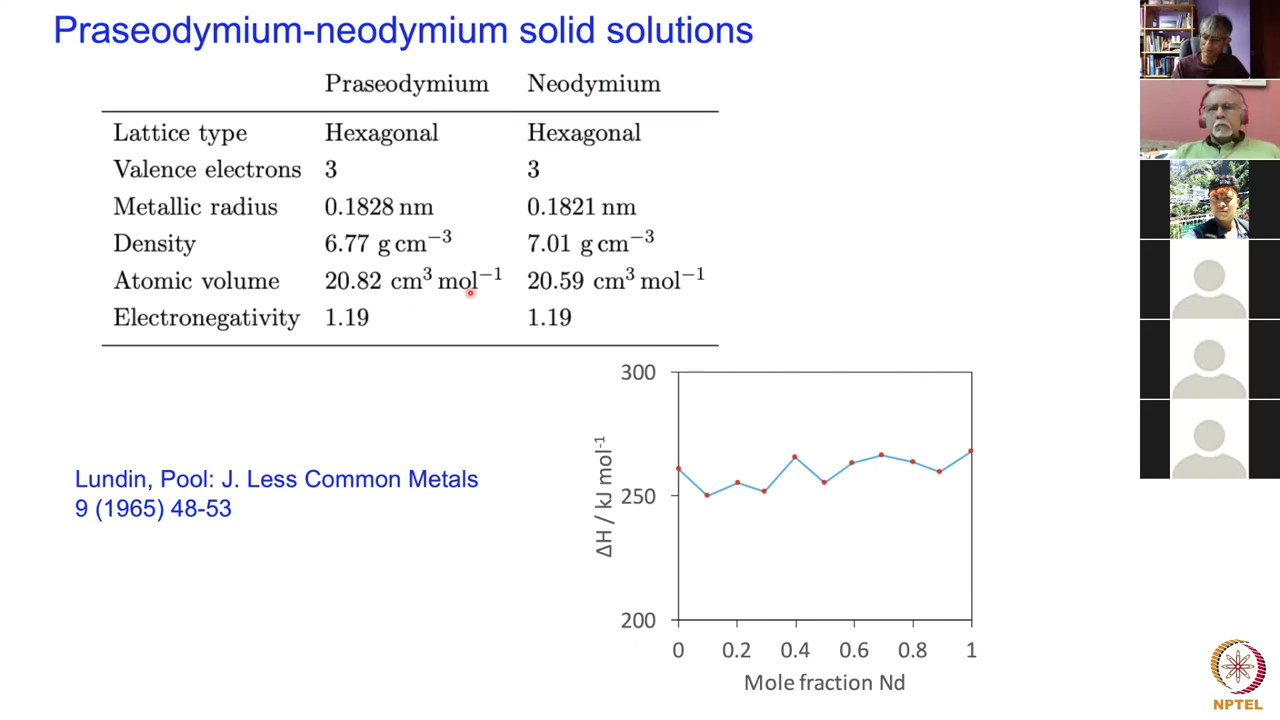 Praseodymium-neodymium solid solutions
Praseodymium Neodymium
Lattice type Hexagonal Hexagonal
Valence electrons 3 3
Metallic radius 0.1828 nm 0.1821 nm
Density 6.77 g cm⁻³ 7.01 g cm⁻³
Atomic volume 20.82 cm³ mol⁻¹ 20.59 cm³ mol⁻¹
Electronegativity 1.19 1.19
Lundin, Pool: J. Less Common Metals
9 (1965) 48-53
300
250
200
ΔH / kJ mol⁻¹
0 0.2 0.4 0.6 0.8 1
Mole fraction Nd
NPTEL